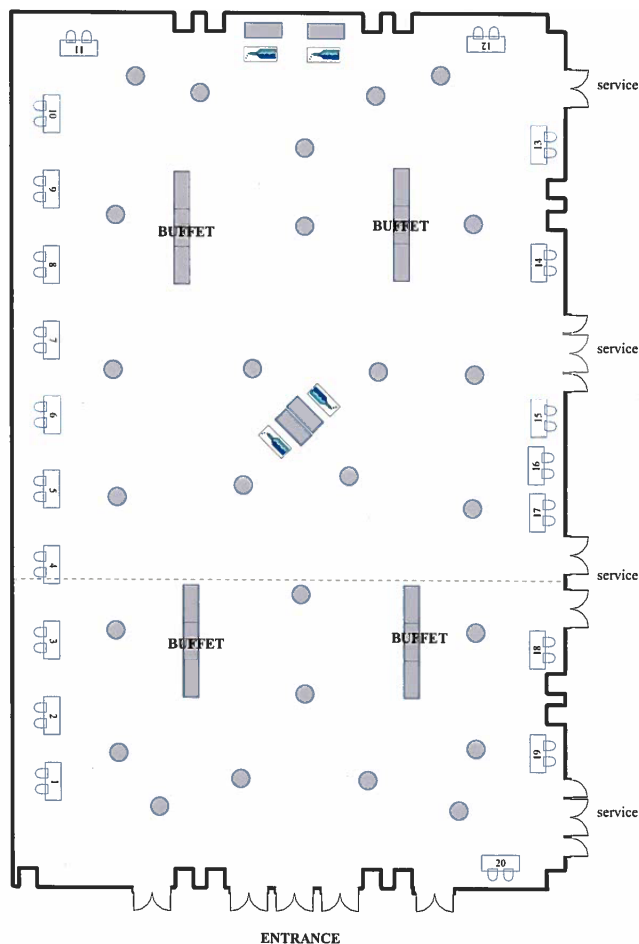 11
12
service
10
13
9
BUFFET
BUFFET
8
14
7
service
6
15
16
5
17
4
service
3
BUFFET
BUFFET
18
2
19
1
service
20
ENTRANCE